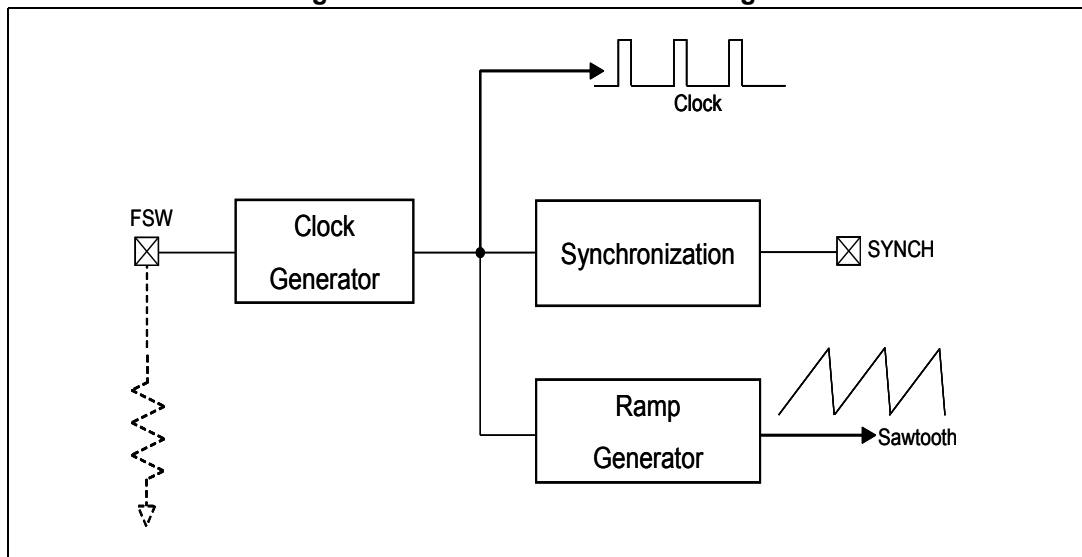 Clock
FSW
Clock
Generator
Synchronization
SYNCH
Ramp
Generator
Sawtooth